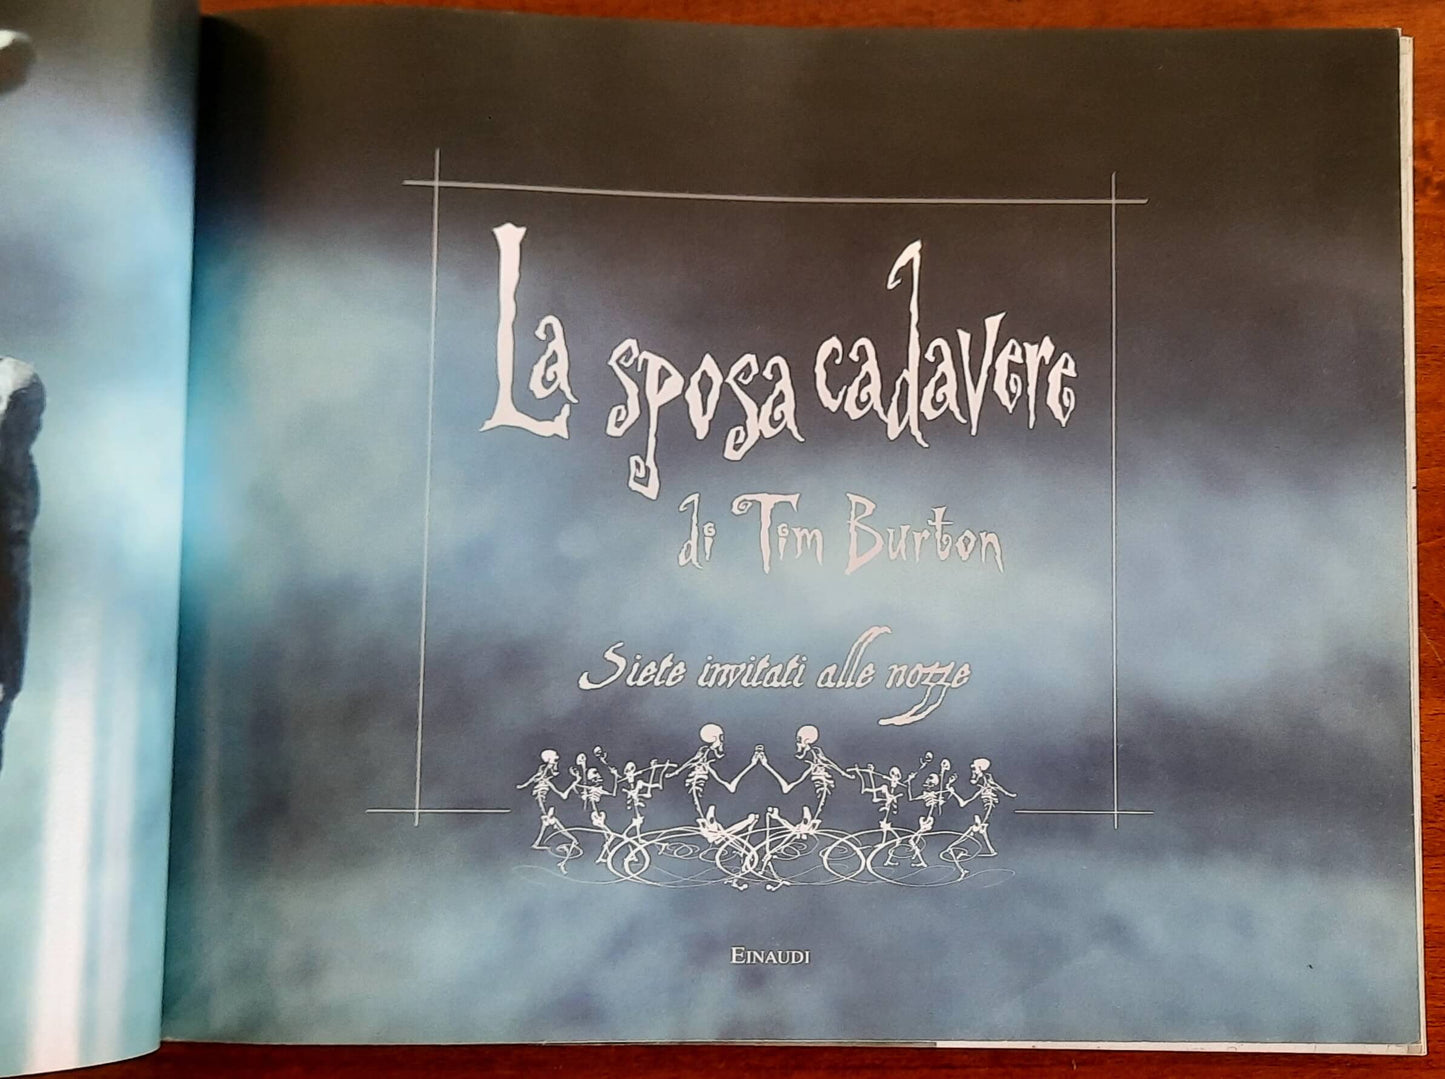 La sposa cadavere
di Tim Burton
Siete invitati alle nozze
EINAUDI